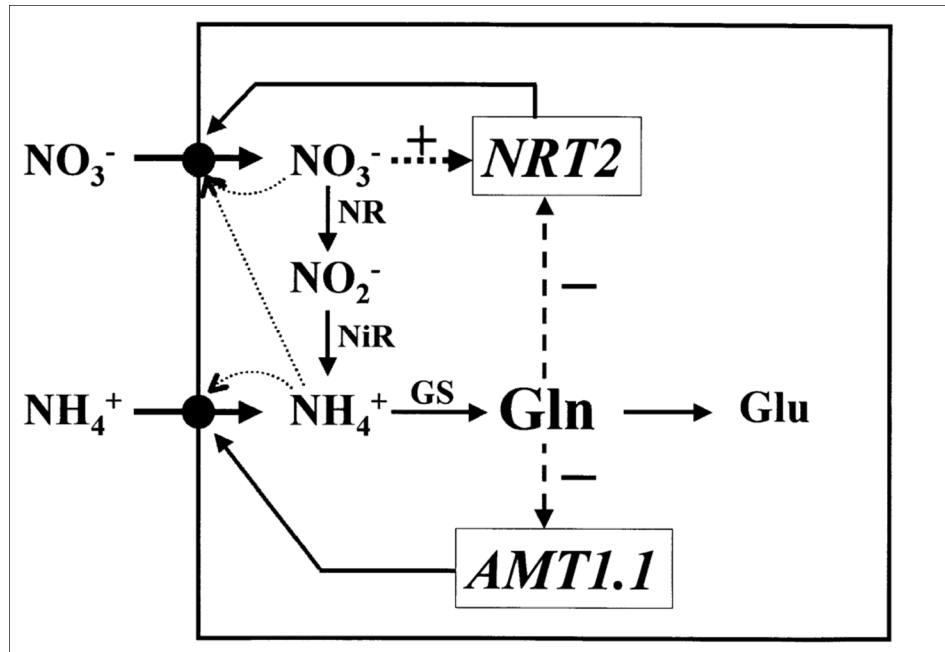 NO₃⁻ NO₃⁻ + NRT2
NR
NO₂⁻
NiR
NH₄⁺ NH₄⁺ GS Gln Glu
–
–
AMT1.1